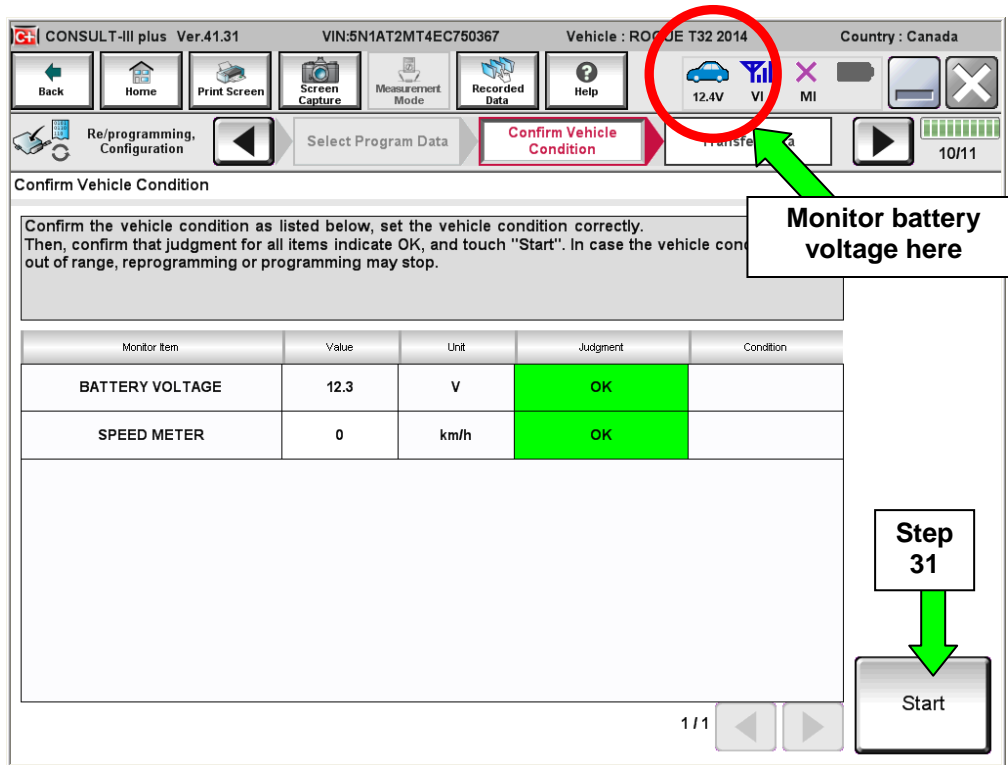 CONSULT-III plus Ver.41.31 VIN:5N1AT2MT4EC750367 Vehicle : ROGUE T32 2014 Country : Canada
Back
Home
Print Screen
Screen
Capture
Measurement
Mode
Recorded
Data
Help
12.4V
VI
MI
Re/programming,
Configuration
Select Program Data
Confirm Vehicle
Condition
10/11
Confirm Vehicle Condition
Monitor battery
voltage here
Confirm the vehicle condition as listed below, set the vehicle condition correctly.
Then, confirm that judgment for all items indicate OK, and touch "Start". In case the vehicle
out of range, reprogramming or programming may stop.
Monitor Item Value Unit Judgment Condition
BATTERY VOLTAGE 12.3 V OK
SPEED METER 0 km/h OK
Step
31
Start
1/1